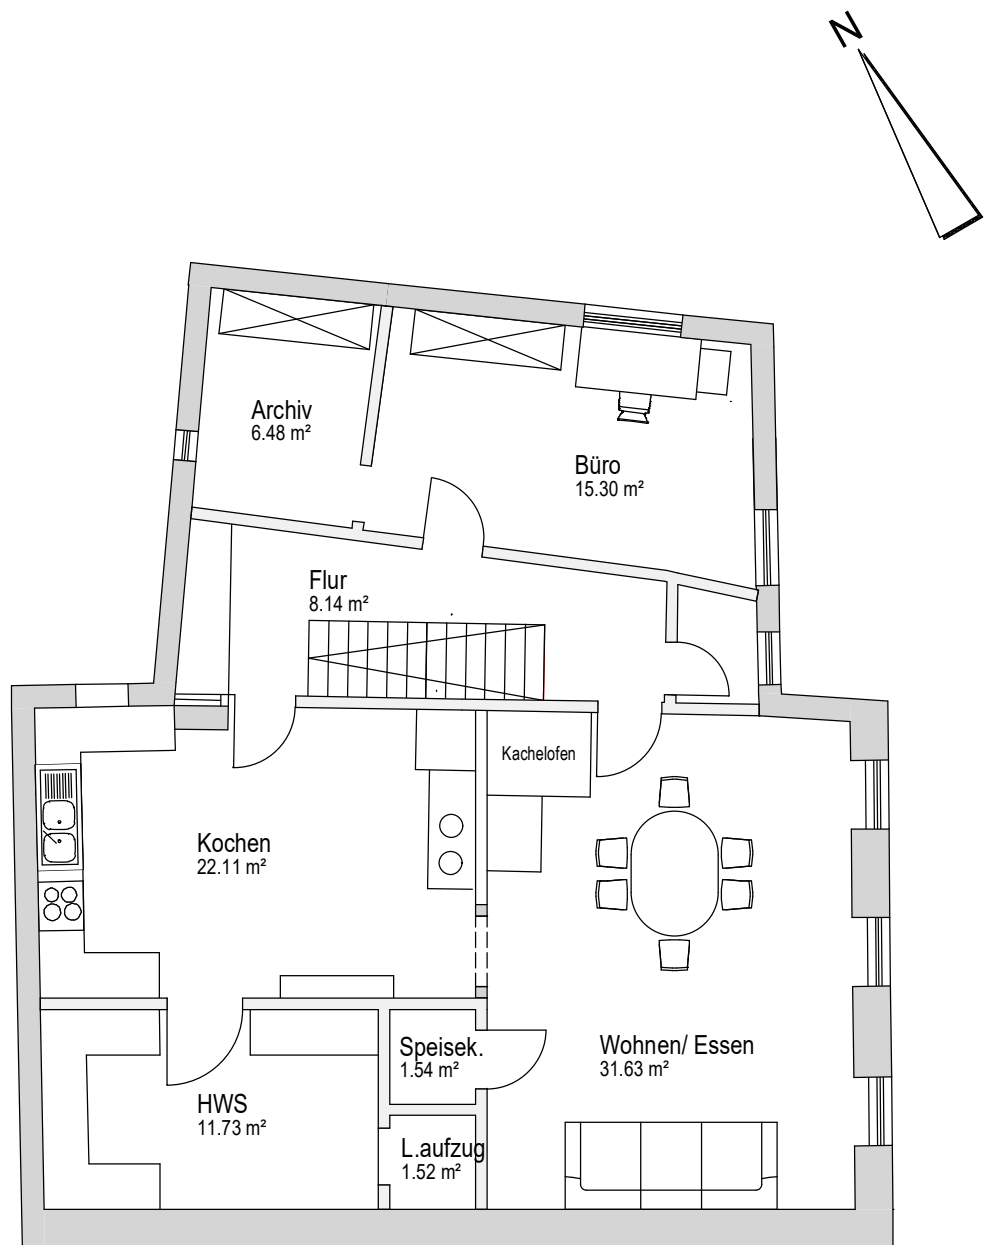 N
Archiv
6.48 m²
Büro
15.30 m²
Flur
8.14 m²
Kachelofen
Kochen
22.11 m²
Speisek.
1.54 m²
Wohnen/ Essen
31.63 m²
HWS
11.73 m²
L.aufzug
1.52 m²